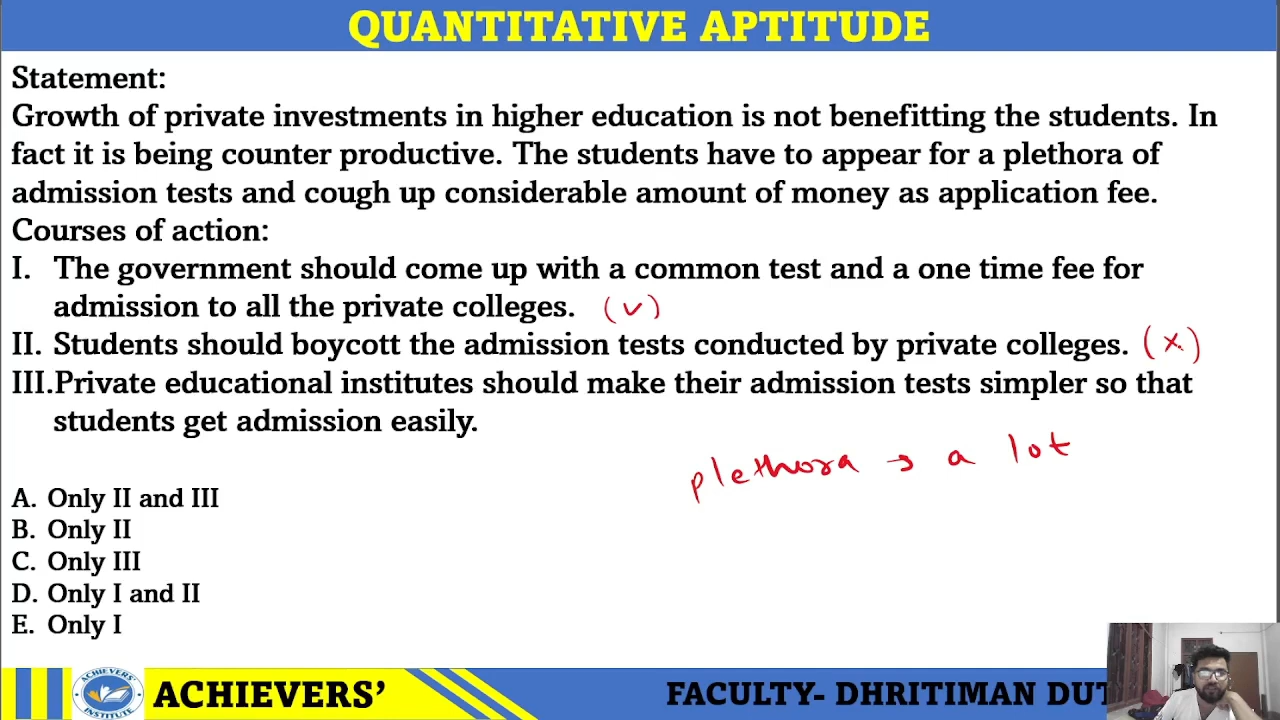 QUANTITATIVE APTITUDE
Statement:
Growth of private investments in higher education is not benefitting the students. In
fact it is being counter productive. The students have to appear for a plethora of
admission tests and cough up considerable amount of money as application fee.
Courses of action:
I. The government should come up with a common test and a one time fee for
admission to all the private colleges. (v)
II. Students should boycott the admission tests conducted by private colleges. (x)
III.Private educational institutes should make their admission tests simpler so that
students get admission easily.
plethora → a lot
A. Only II and III
B. Only II
C. Only III
D. Only I and II
E. Only I
ACHIEVERS' INSTITUTE
ACHIEVERS’
FACULTY- DHRITIMAN DUT